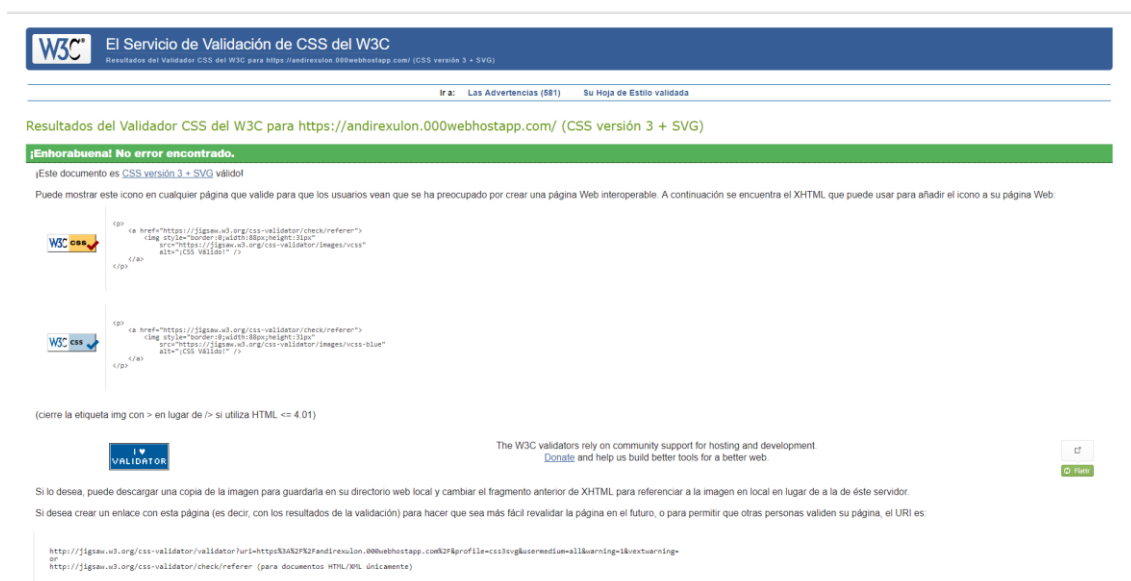 W3C®
El Servicio de Validación de CSS del W3C
Resultados del Validador CSS del W3C para https://andirexulon.000webhostapp.com/ (CSS versión 3 + SVG)
Ir a: Las Advertencias (581) Su Hoja de Estilo validada
Resultados del Validador CSS del W3C para https://andirexulon.000webhostapp.com/ (CSS versión 3 + SVG)
¡Enhorabuena! No error encontrado.
¡Este documento es CSS versión 3 + SVG válido!
Puede mostrar este icono en cualquier página que valide para que los usuarios vean que se ha preocupado por crear una página Web interoperable. A continuación se encuentra el XHTML que puede usar para añadir el icono a su página Web:
W3C css
<p>
<a href="https://jigsaw.w3.org/css-validator/check/referer">
<img style="border:0;width:88px;height:31px"
src="https://jigsaw.w3.org/css-validator/images/vcss"
alt="¡CSS Válido!" />
</a>
</p>
W3C css
<p>
<a href="https://jigsaw.w3.org/css-validator/check/referer">
<img style="border:0;width:88px;height:31px"
src="https://jigsaw.w3.org/css-validator/images/vcss-blue"
alt="¡CSS Válido!" />
</a>
</p>
(cierre la etiqueta img con > en lugar de /> si utiliza HTML <= 4.01)
I ♥
VALIDATOR
The W3C validators rely on community support for hosting and development.
Donate and help us build better tools for a better web.
Flattr
Si lo desea, puede descargar una copia de la imagen para guardarla en su directorio web local y cambiar el fragmento anterior de XHTML para referenciar a la imagen en local en lugar de a la de éste servidor.
Si desea crear un enlace con esta página (es decir, con los resultados de la validación) para hacer que sea más fácil revalidar la página en el futuro, o para permitir que otras personas validen su página, el URI es:
http://jigsaw.w3.org/css-validator/validator?uri=https%3A%2F%2Fandirexulon.000webhostapp.com%2F&profile=css3svg&usermedium=all&warning=1&vextwarning=
or
http://jigsaw.w3.org/css-validator/check/referer (para documentos HTML/XML únicamente)